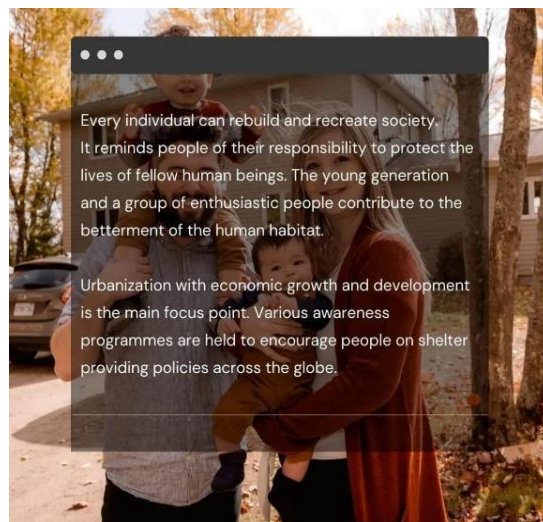 Every individual can rebuild and recreate society.
It reminds people of their responsibility to protect the
lives of fellow human beings. The young generation
and a group of enthusiastic people contribute to the
betterment of the human habitat.
Urbanization with economic growth and development
is the main focus point. Various awareness
programmes are held to encourage people on shelter
providing policies across the globe.